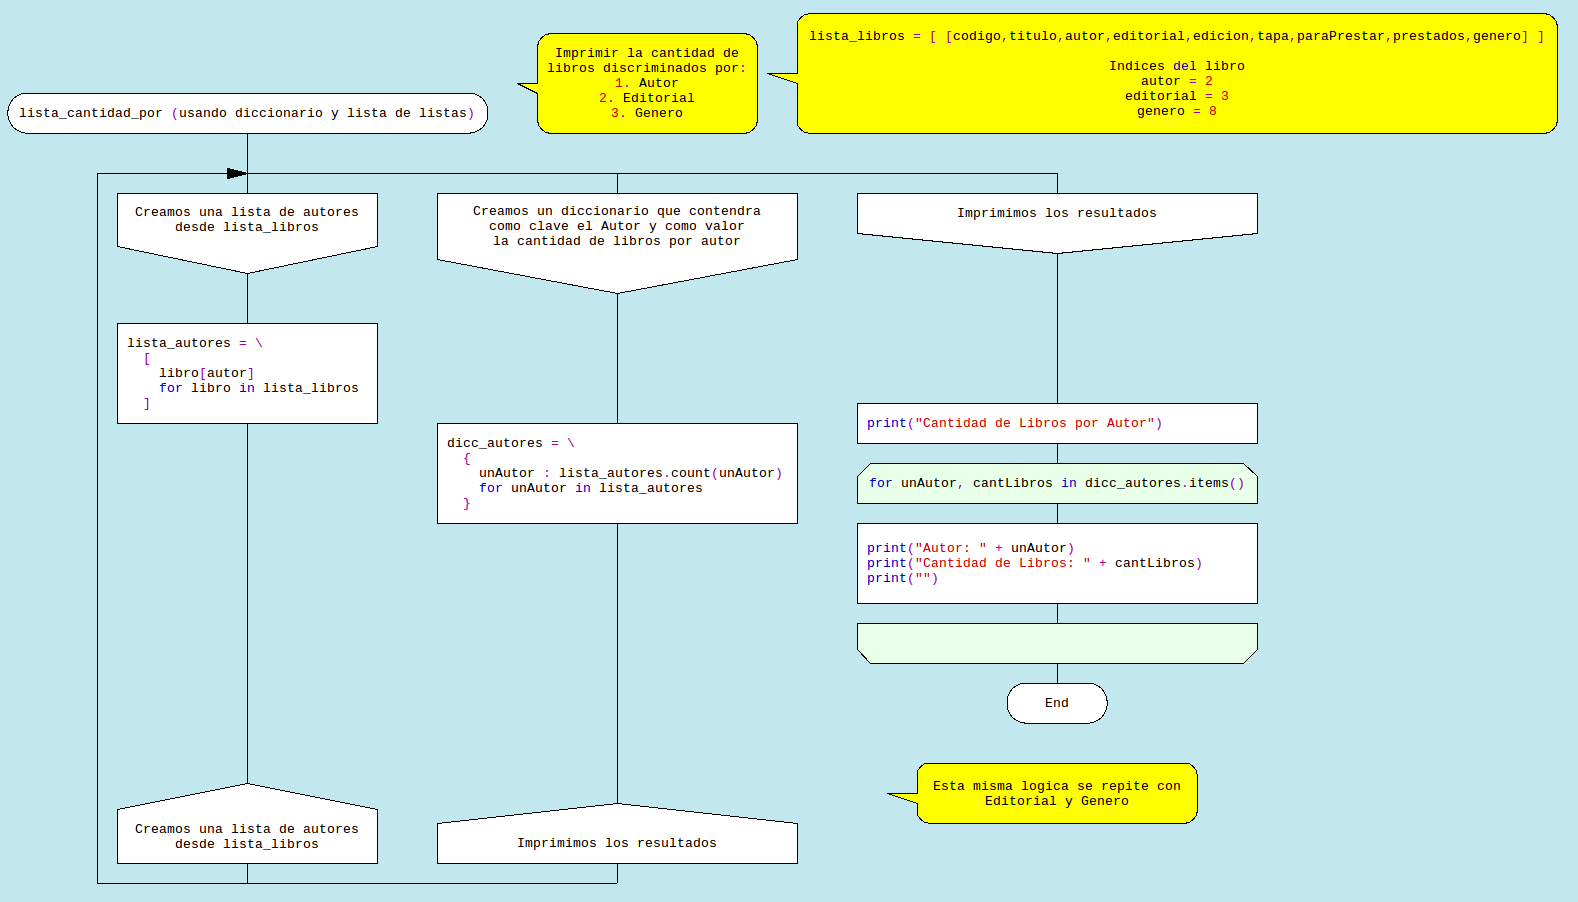 lista_cantidad_por (usando diccionario y lista de listas)
Imprimir la cantidad de
libros discriminados por:
1. Autor
2. Editorial
3. Genero
lista_libros = [ [codigo,titulo,autor,editorial,edicion,tapa,paraPrestar,prestados,genero] ]
Indices del libro
autor = 2
editorial = 3
genero = 8
Creamos una lista de autores
desde lista_libros
lista_autores = \
[
libro[autor]
for libro in lista_libros
]
Creamos una lista de autores
desde lista_libros
Creamos un diccionario que contendra
como clave el Autor y como valor
la cantidad de libros por autor
dicc_autores = \
{
unAutor : lista_autores.count(unAutor)
for unAutor in lista_autores
}
Imprimimos los resultados
Imprimimos los resultados
print("Cantidad de Libros por Autor")
for unAutor, cantLibros in dicc_autores.items()
print("Autor: " + unAutor)
print("Cantidad de Libros: " + cantLibros)
print("")
End
Esta misma logica se repite con
Editorial y Genero